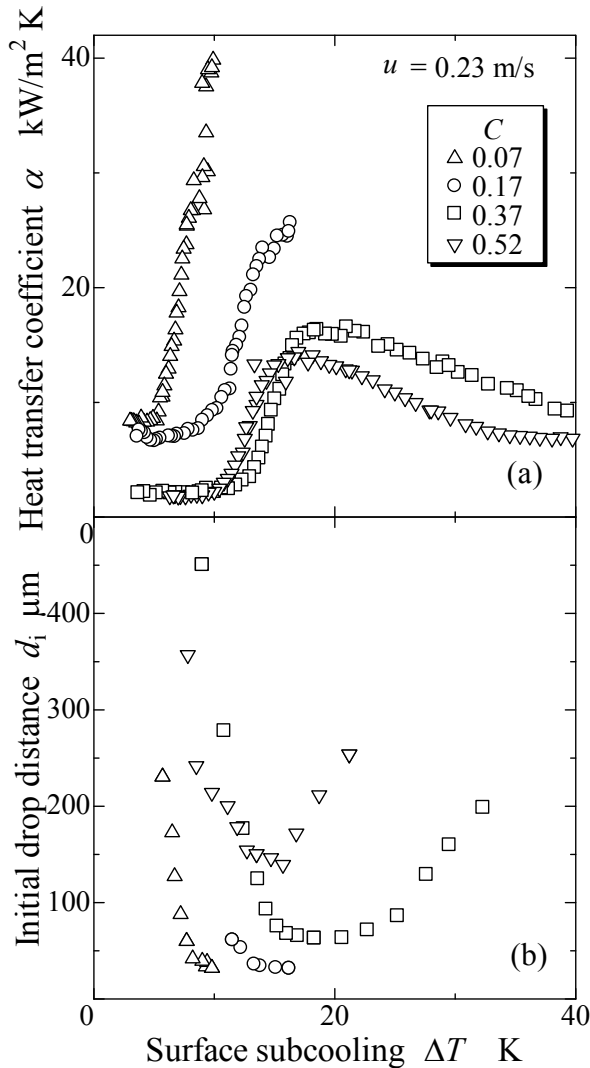 Heat transfer coefficient α kW/m² K
40
20
0
u = 0.23 m/s
C
△ 0.07
○ 0.17
□ 0.37
▽ 0.52
(a)
Initial drop distance dᵢ μm
400
300
200
100
0
(b)
0 20 40
Surface subcooling ΔT K